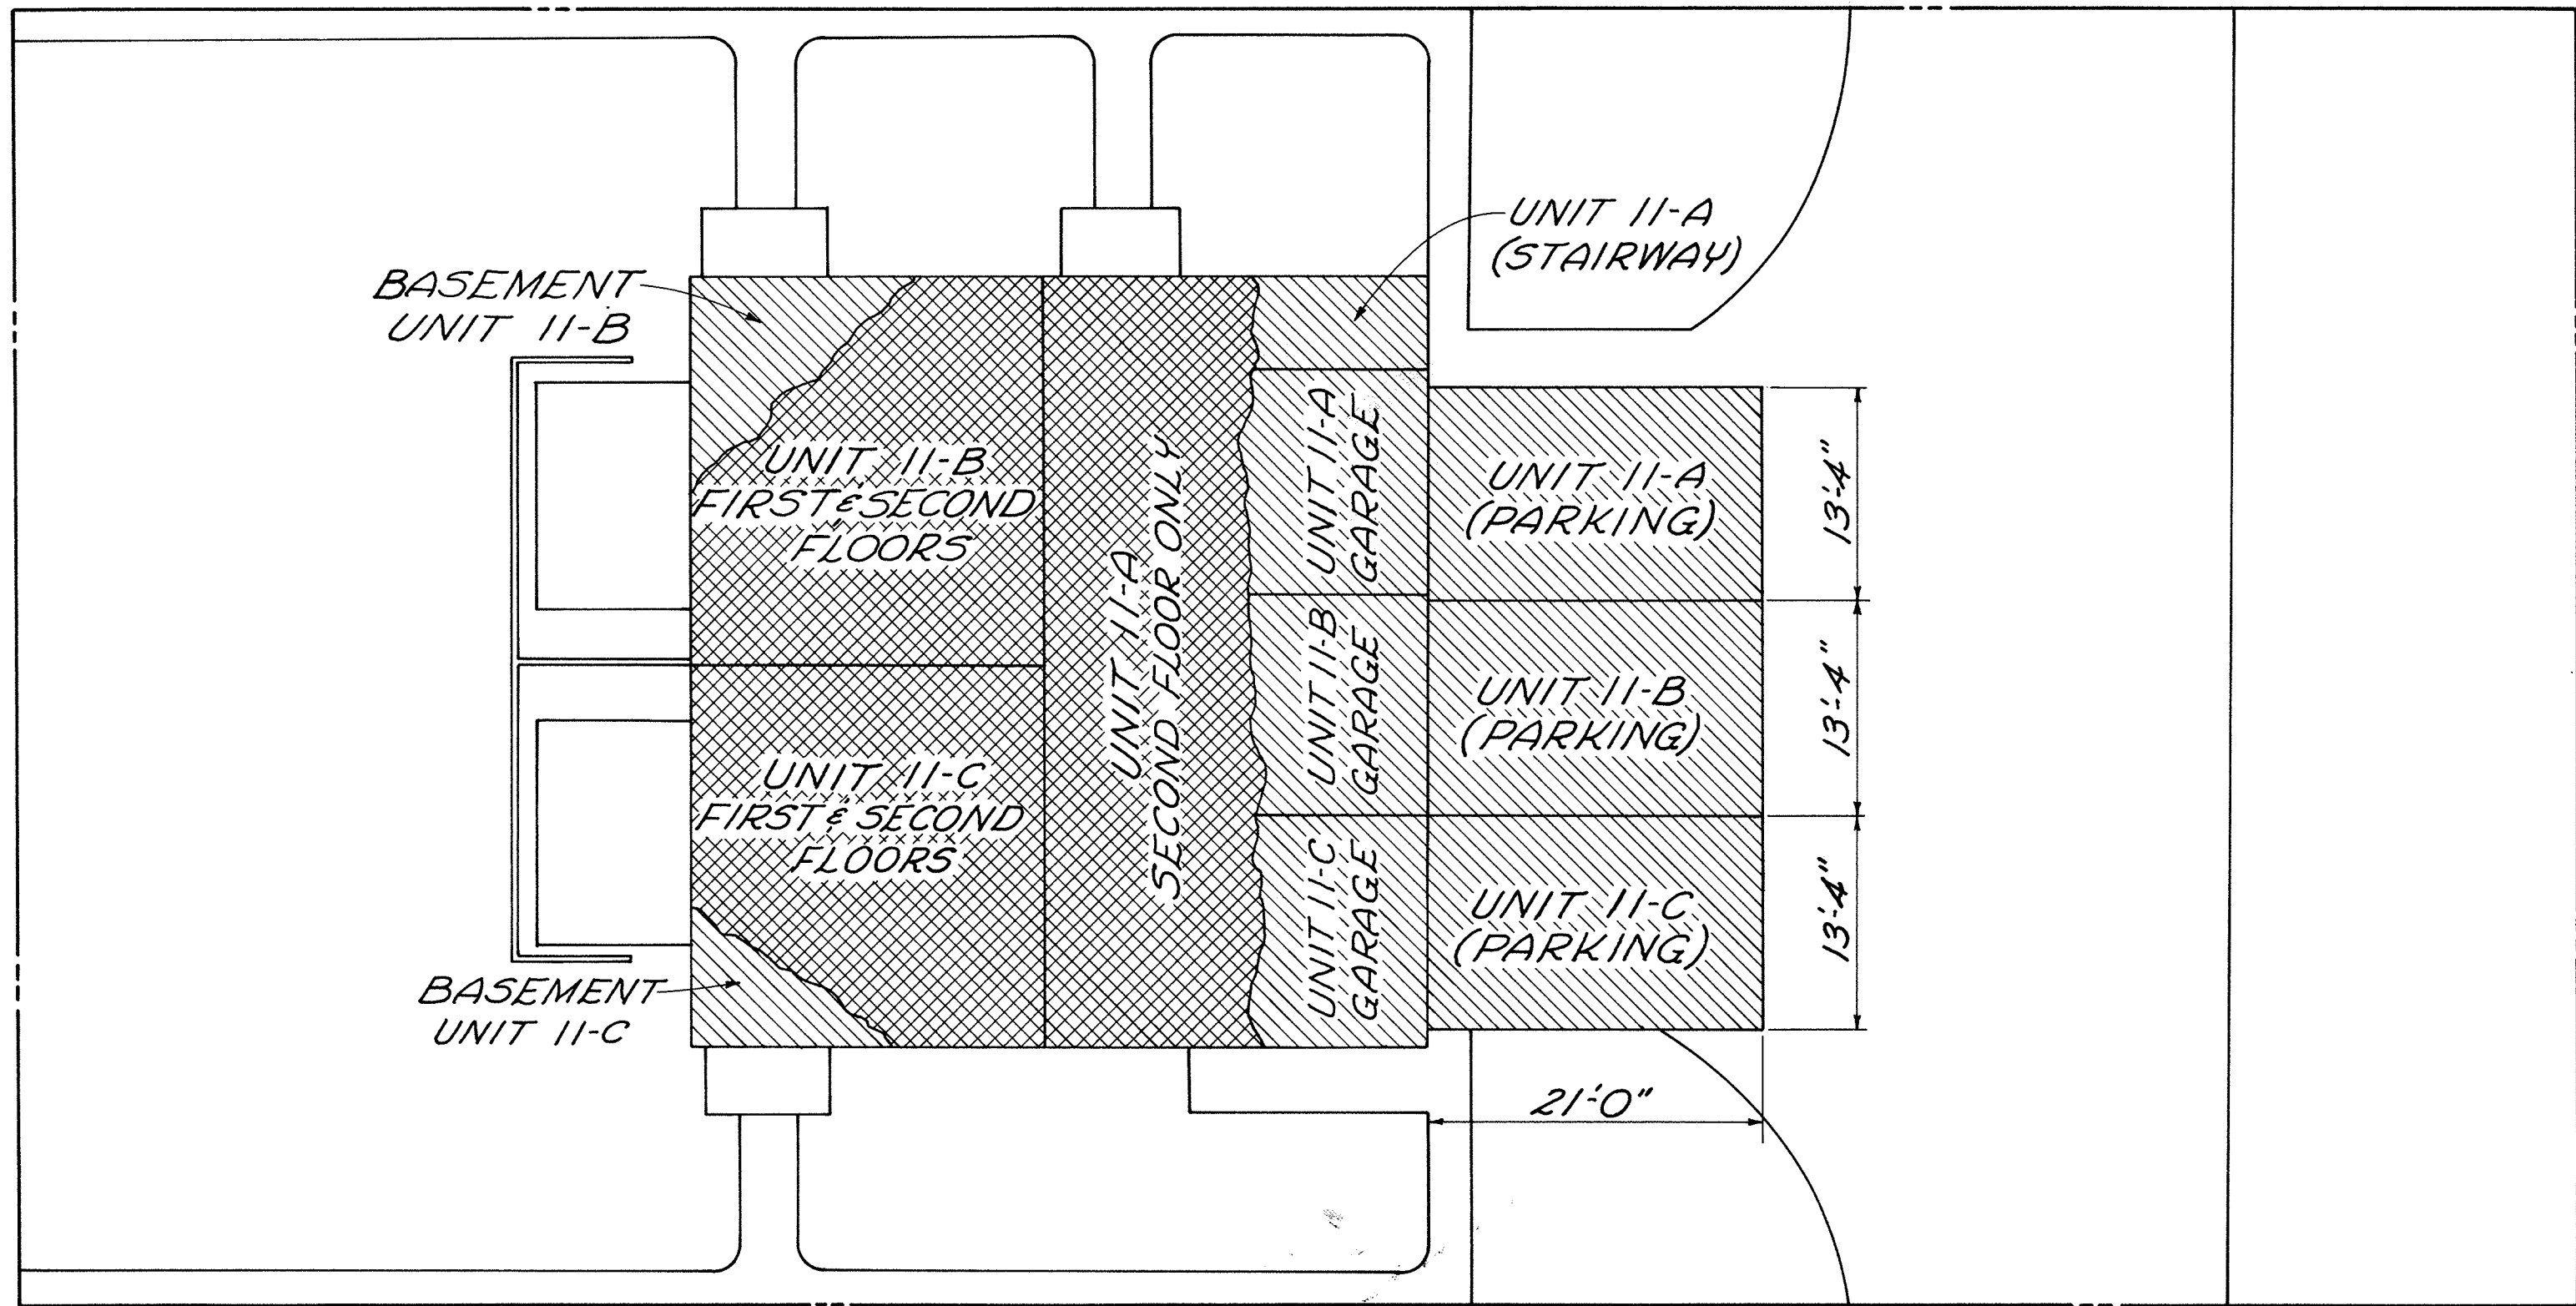 UNIT 11-A
(STAIRWAY)
BASEMENT
UNIT 11-B
UNIT 11-B
FIRST & SECOND
FLOORS
UNIT 11-A
SECOND FLOOR ONLY
UNIT 11-A
GARAGE
UNIT 11-A
(PARKING)
13'-4"
UNIT 11-B
GARAGE
UNIT 11-B
(PARKING)
13'-4"
UNIT 11-C
FIRST & SECOND
FLOORS
UNIT 11-C
GARAGE
UNIT 11-C
(PARKING)
13'-4"
BASEMENT
UNIT 11-C
21'-0"